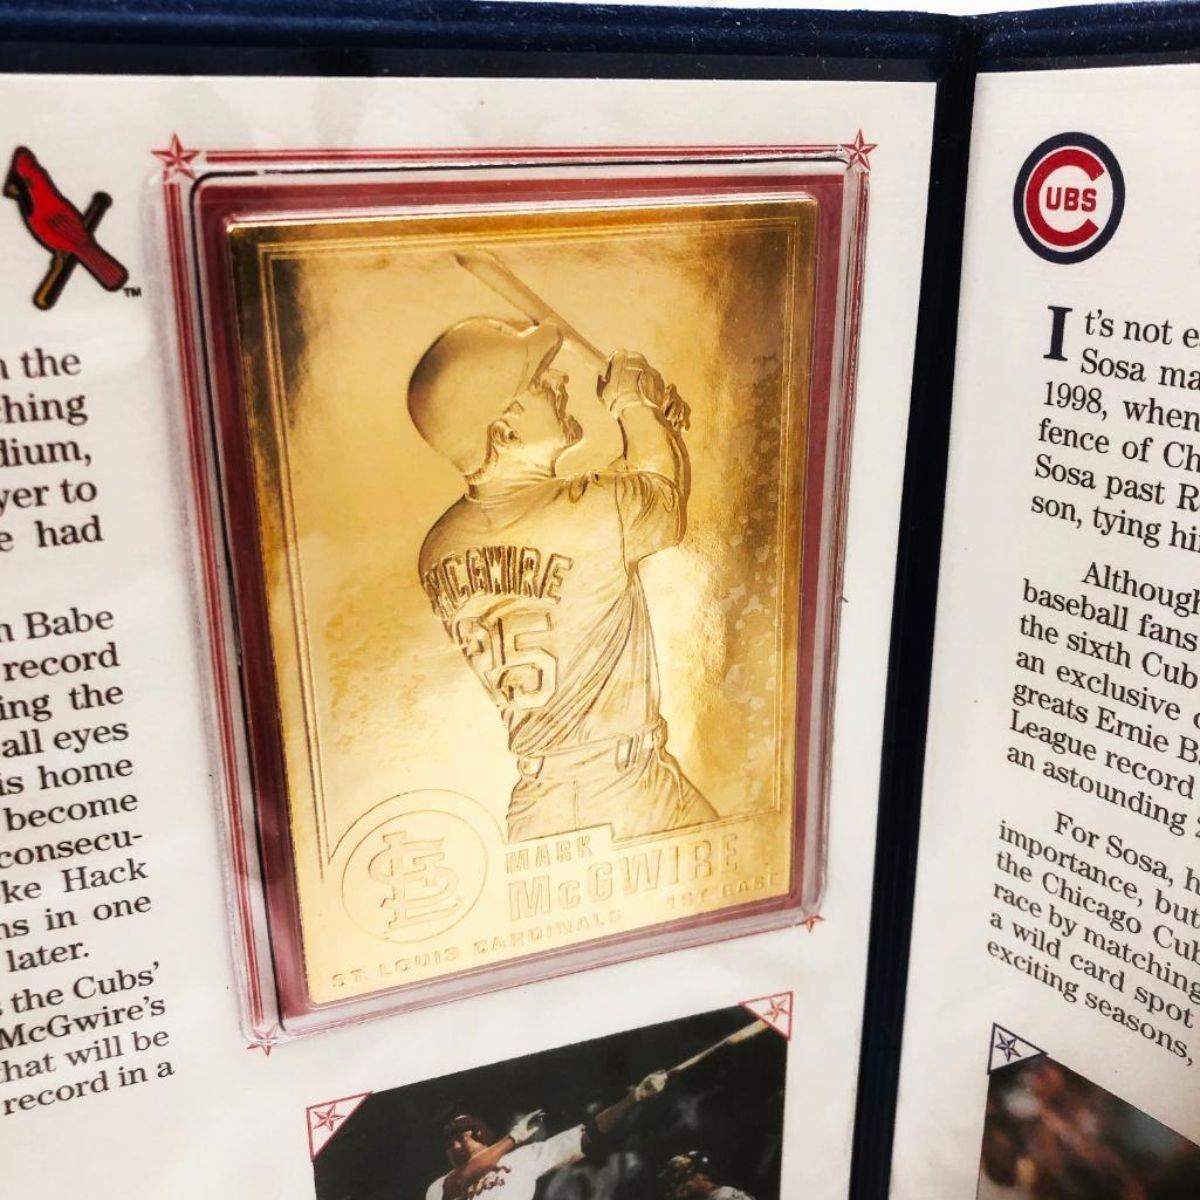 TM
n the
ching
dium,
yer to
e had
n Babe
record
ing the
all eyes
is home
become
consecu-
ke Hack
ns in one
later.
the Cubs'
McGwire's
that will be
record in a
MCGWIRE
25
STL
MARK
McGWIRE
ST. LOUIS CARDINALS 1ST BASE
CUBS
It's not e
Sosa ma
1998, when
fence of Ch
Sosa past R
son, tying hi
Although
baseball fans
the sixth Cub
an exclusive
greats Ernie Ba
League record
an astounding
For Sosa, h
importance, but
the Chicago Cub
race by matching
a wild card spot
exciting seasons,